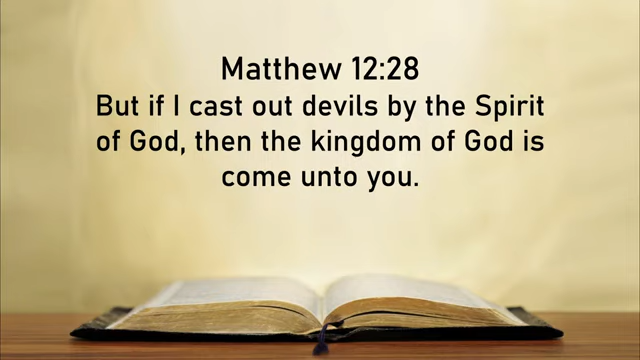 Matthew 12:28
But if I cast out devils by the Spirit
of God, then the kingdom of God is
come unto you.